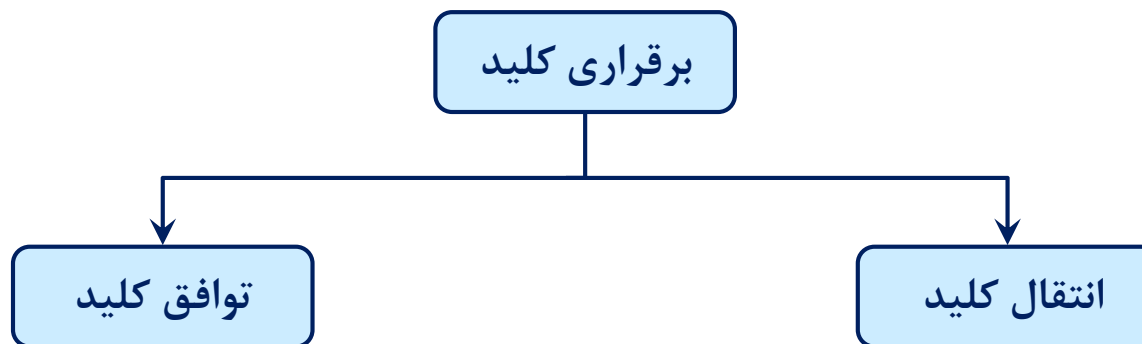 برقراری کلید
انتقال کلید
توافق کلید